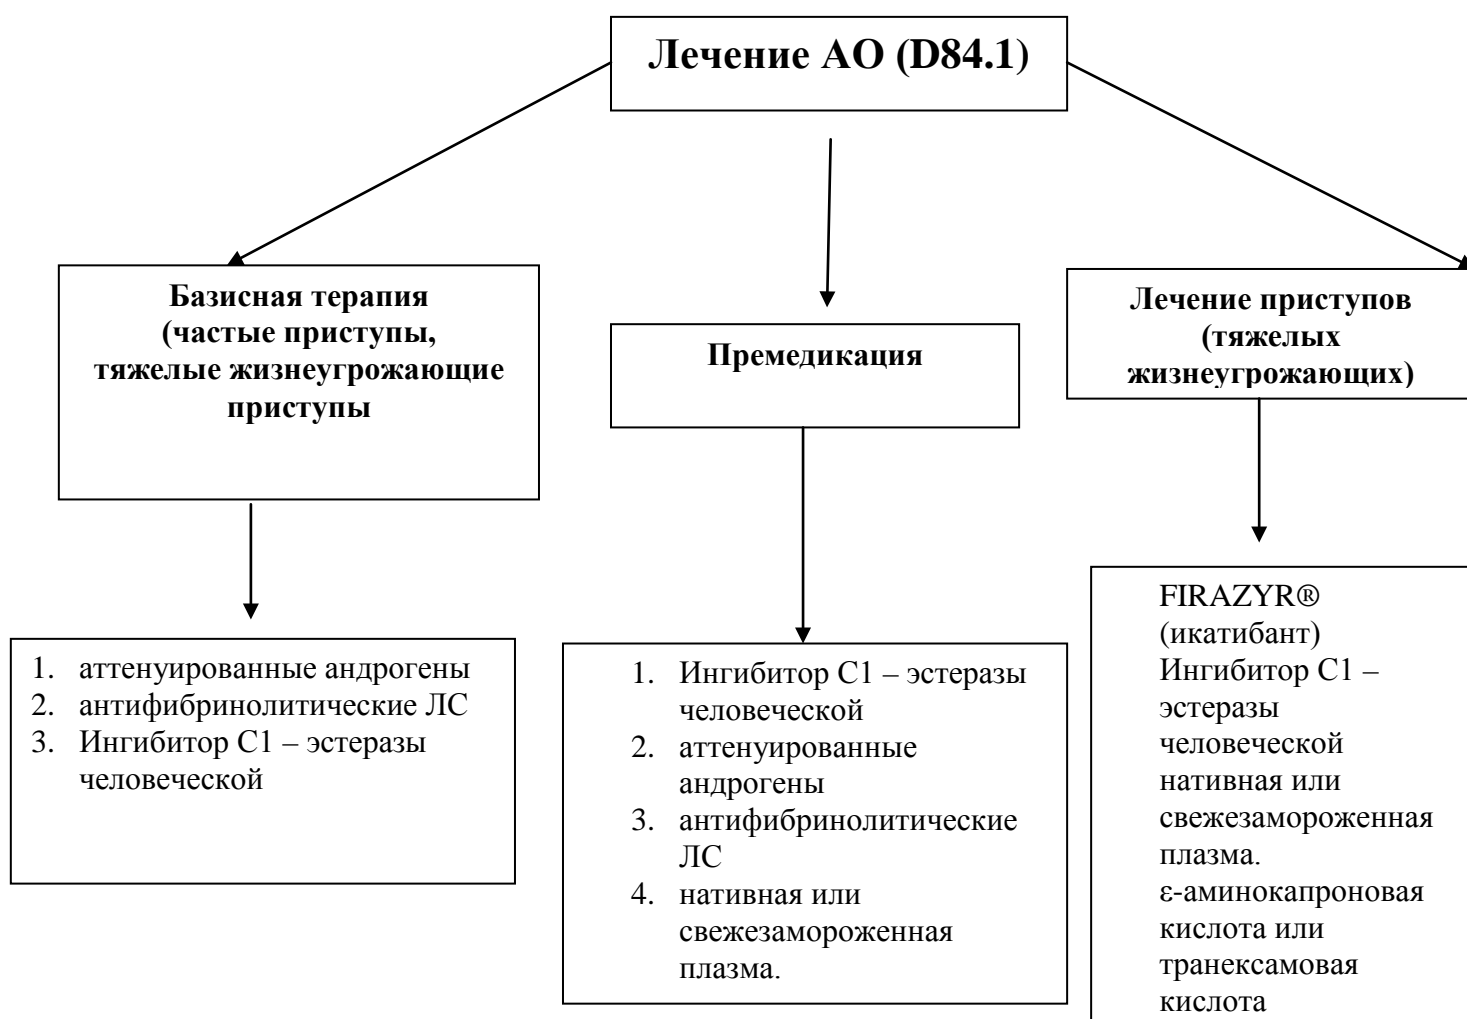 Лечение АО (D84.1)
Базисная терапия
(частые приступы,
тяжелые жизнеугрожающие
приступы
Премедикация
Лечение приступов
(тяжелых
жизнеугрожающих)
1. аттенуированные андрогены
2. антифибринолитические ЛС
3. Ингибитор С1 – эстеразы
человеческой
1. Ингибитор С1 – эстеразы
человеческой
2. аттенуированные
андрогены
3. антифибринолитические
ЛС
4. нативная или
свежезамороженная
плазма.
FIRAZYR®
(икатибант)
Ингибитор С1 –
эстеразы
человеческой
нативная или
свежезамороженная
плазма.
ε-аминокапроновая
кислота или
транексамовая
кислота